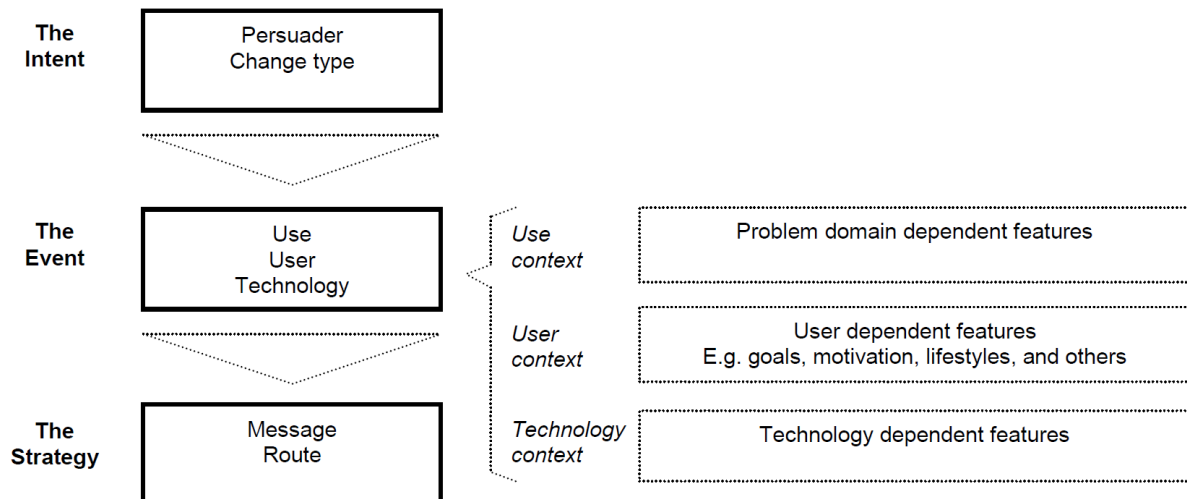 The
Intent
Persuader
Change type
The
Event
Use
User
Technology
Use
context
Problem domain dependent features
User
context
User dependent features
E.g. goals, motivation, lifestyles, and others
The
Strategy
Message
Route
Technology
context
Technology dependent features